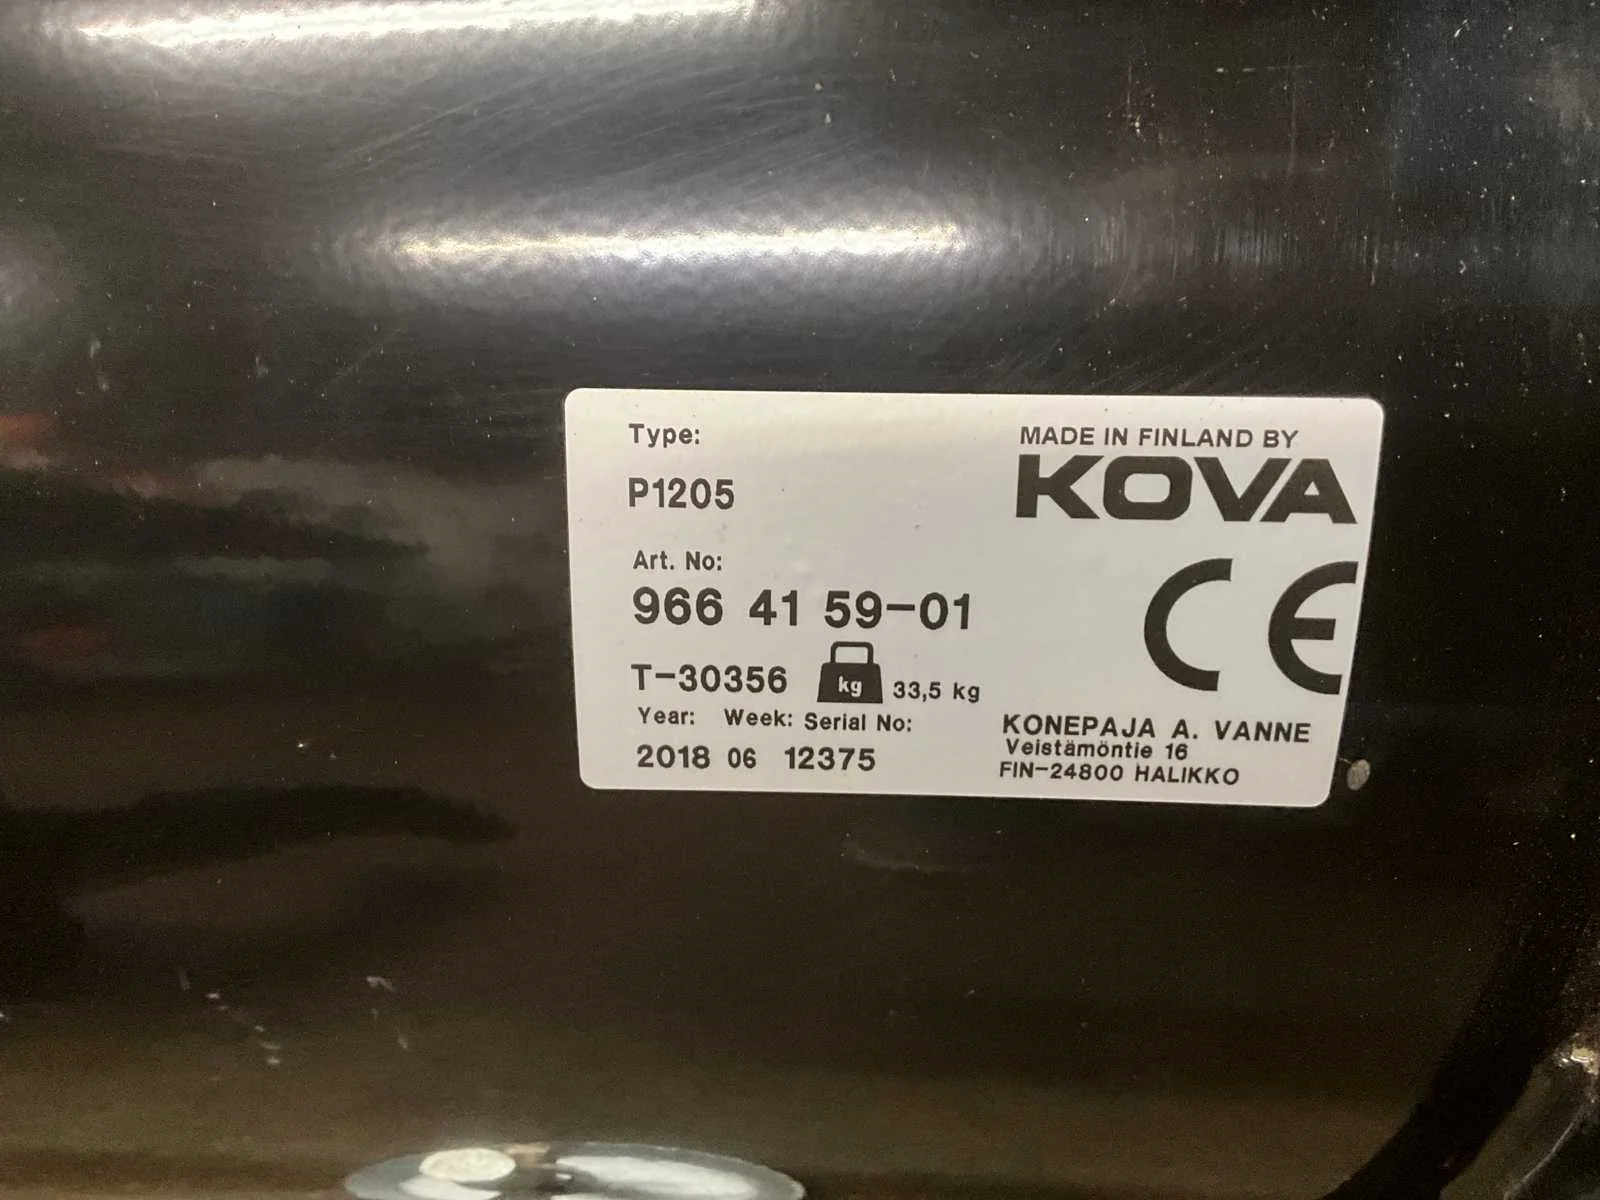 Type:
P1205
Art. No:
966 41 59-01
T-30356 kg 33,5 kg
Year: Week: Serial No:
2018 06 12375
MADE IN FINLAND BY
KOVA
CE
KONEPAJA A. VANNE
Veistämöntie 16
FIN-24800 HALIKKO